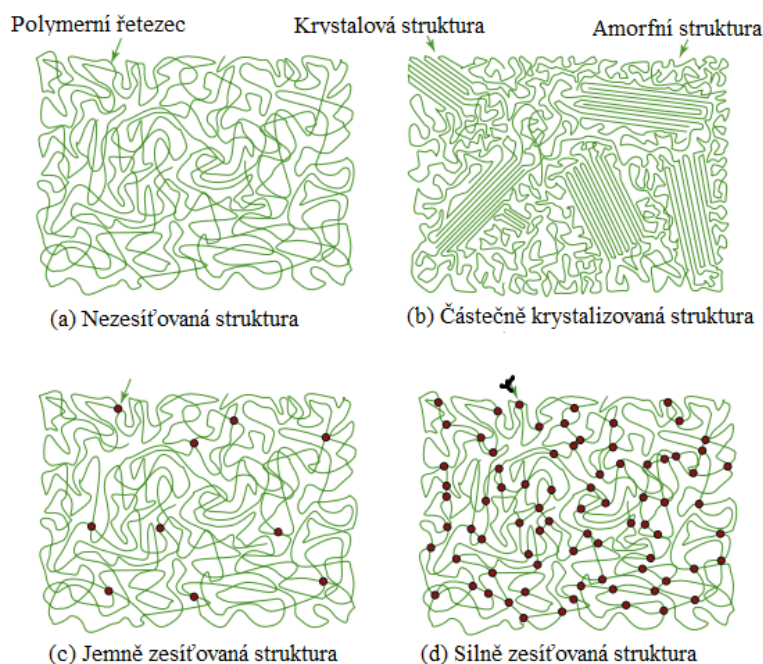 Polymerní řetezec
Krystalová struktura
Amorfní struktura
(a) Nezesíťovaná struktura
(b) Částečně krystalizovaná struktura
(c) Jemně zesíťovaná struktura
(d) Silně zesíťovaná struktura